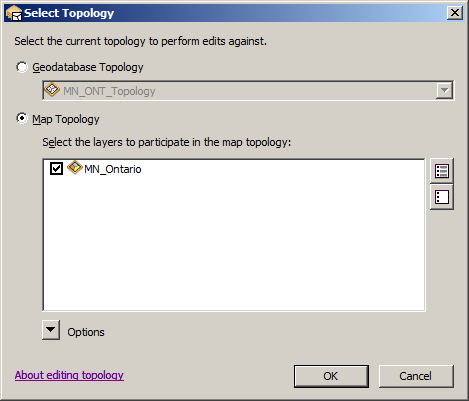 Select Topology
Select the current topology to perform edits against.
Geodatabase Topology
MN_ONT_Topology
Map Topology
Select the layers to participate in the map topology:
MN_Ontario
Options
About editing topology
OK
Cancel